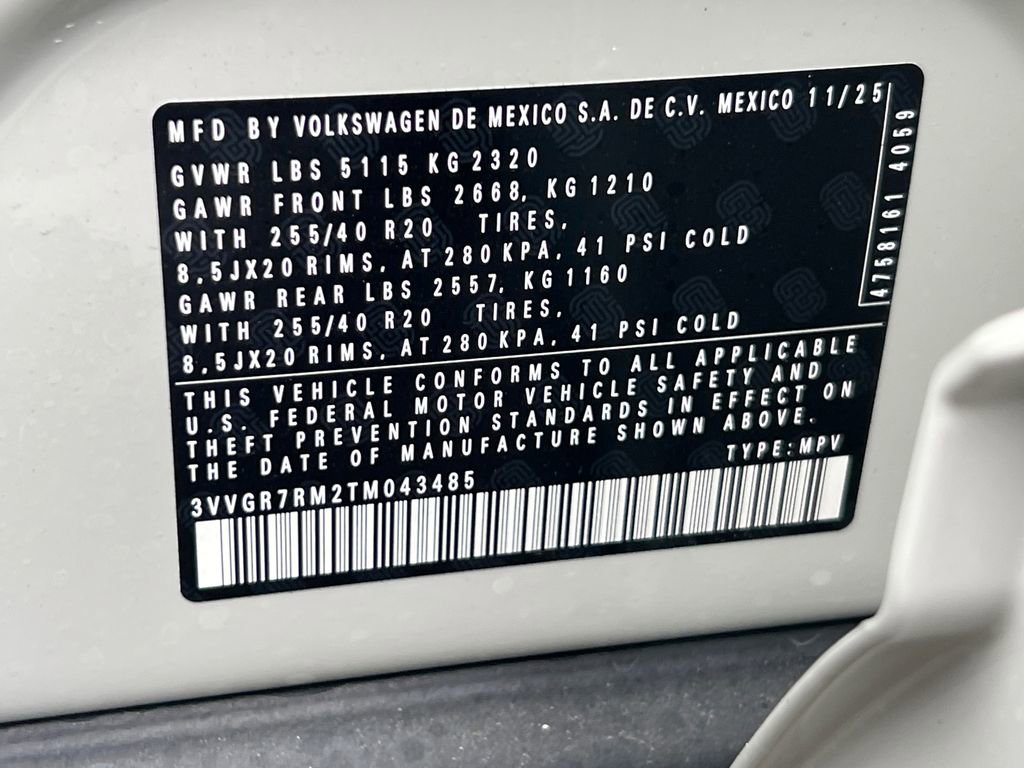 MFD BY VOLKSWAGEN DE MEXICO S.A. DE C.V. MEXICO 11/25
GVWR LBS 5115 KG 2320
GAWR FRONT LBS 2668, KG 1210
WITH 255/40 R20 TIRES,
8,5JX20 RIMS, AT 280 KPA, 41 PSI COLD
GAWR REAR LBS 2557, KG 1160
WITH 255/40 R20 TIRES,
8,5JX20 RIMS, AT 280 KPA, 41 PSI COLD
4758161 4059
THIS VEHICLE CONFORMS TO ALL APPLICABLE
U.S. FEDERAL MOTOR VEHICLE SAFETY AND
THEFT PREVENTION STANDARDS IN EFFECT ON
THE DATE OF MANUFACTURE SHOWN ABOVE.
TYPE:MPV
3VVGR7RM2TM043485